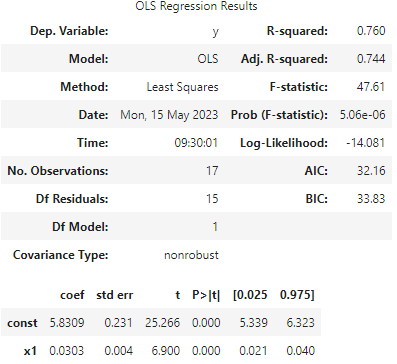 OLS Regression Results
Dep. Variable: y R-squared: 0.760
Model: OLS Adj. R-squared: 0.744
Method: Least Squares F-statistic: 47.61
Date: Mon, 15 May 2023 Prob (F-statistic): 5.06e-06
Time: 09:30:01 Log-Likelihood: -14.081
No. Observations: 17 AIC: 32.16
Df Residuals: 15 BIC: 33.83
Df Model: 1
Covariance Type: nonrobust
coef std err t P>|t| [0.025 0.975]
const 5.8309 0.231 25.266 0.000 5.339 6.323
x1 0.0303 0.004 6.900 0.000 0.021 0.040